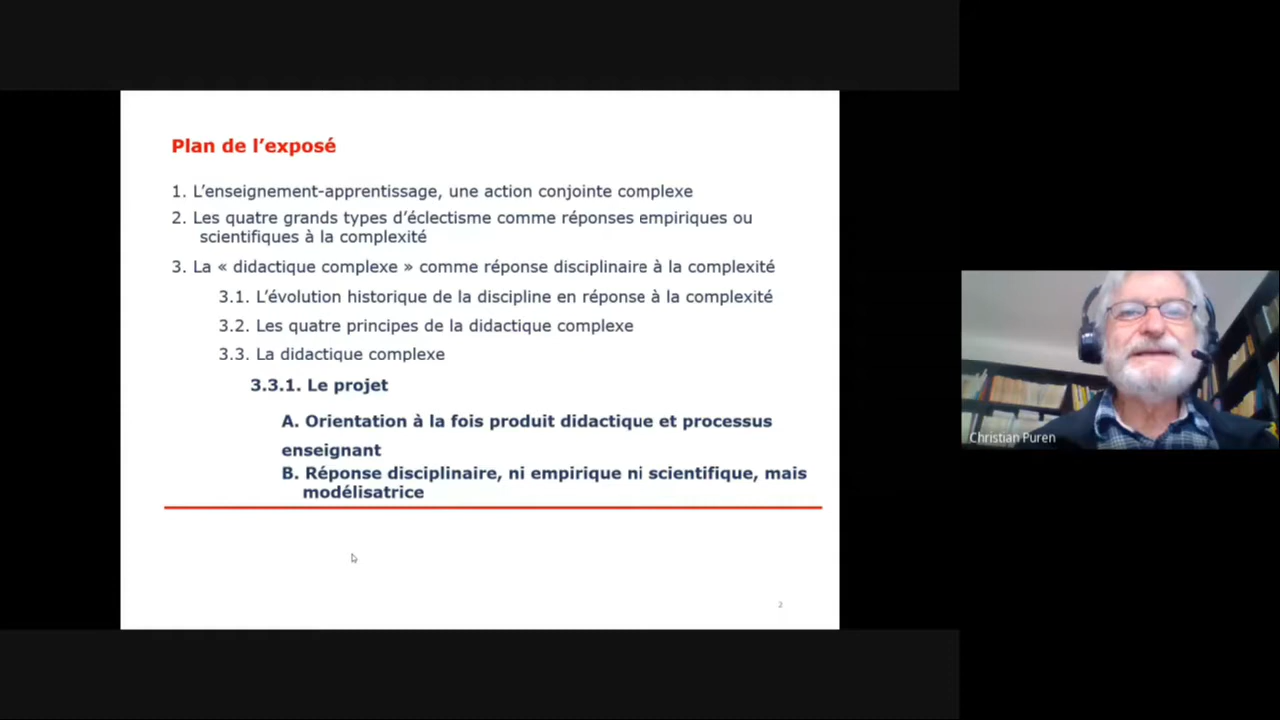 Plan de l’exposé
1. L’enseignement-apprentissage, une action conjointe complexe
2. Les quatre grands types d’éclectisme comme réponses empiriques ou
scientifiques à la complexité
3. La « didactique complexe » comme réponse disciplinaire à la complexité
3.1. L’évolution historique de la discipline en réponse à la complexité
3.2. Les quatre principes de la didactique complexe
3.3. La didactique complexe
3.3.1. Le projet
A. Orientation à la fois produit didactique et processus
enseignant
B. Réponse disciplinaire, ni empirique ni scientifique, mais
modélisatrice
2
Christian Puren